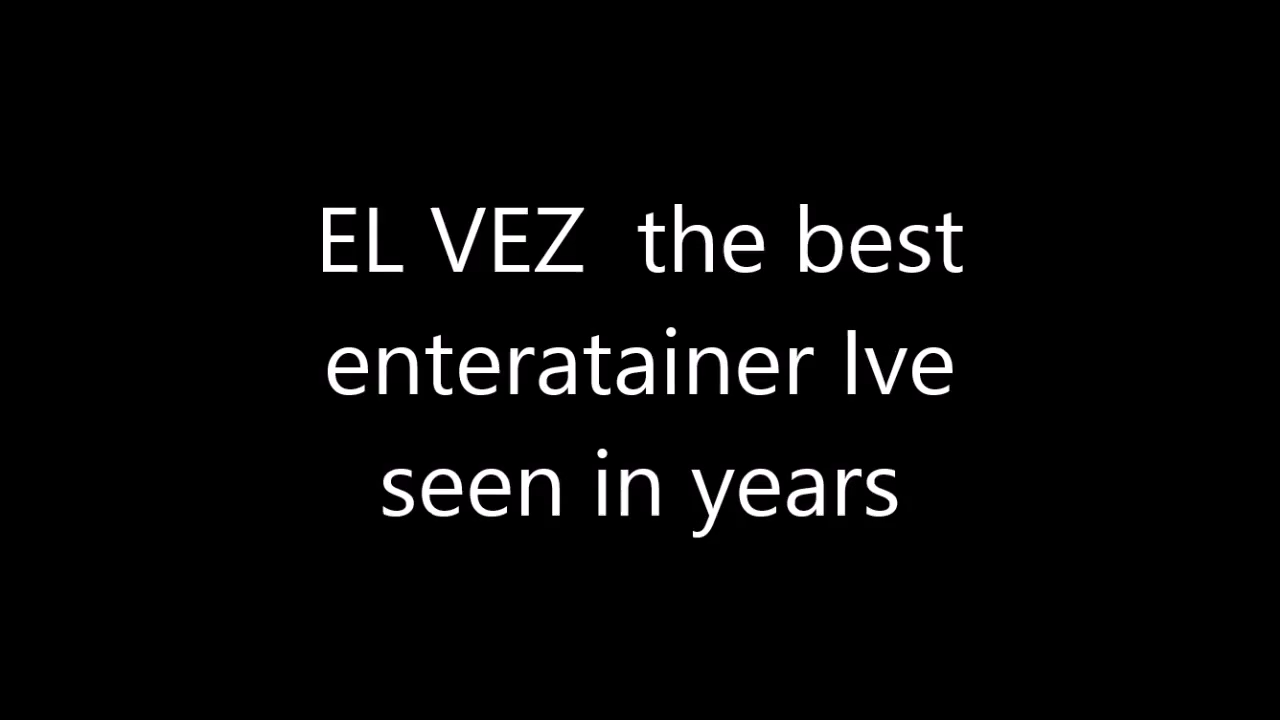 EL VEZ  the best
enteratainer Ive
seen in years